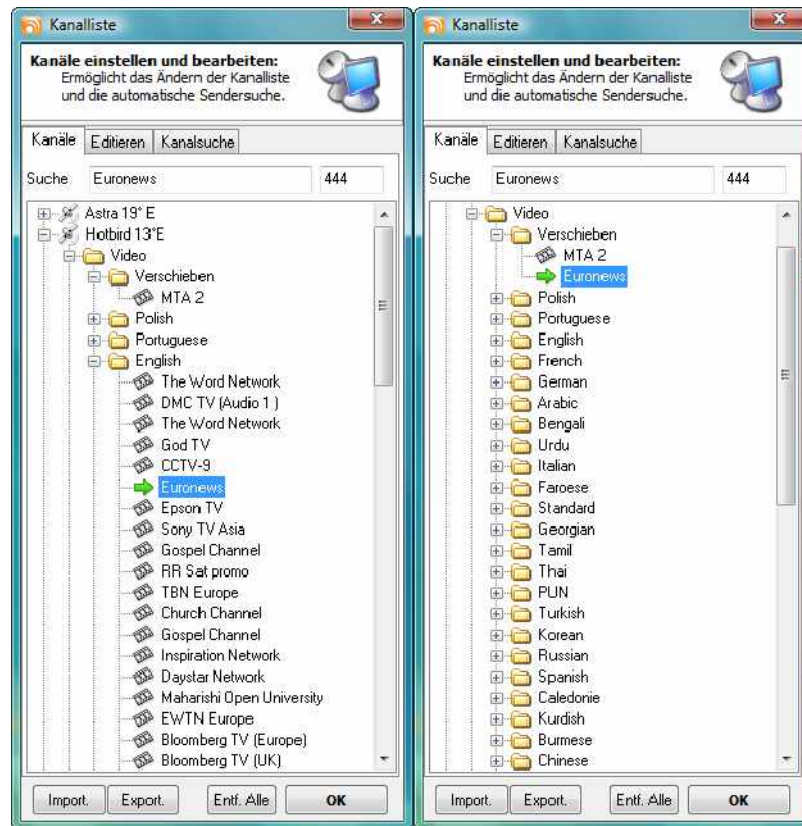 Kanalliste
Kanäle einstellen und bearbeiten:
Ermöglicht das Ändern der Kanalliste
und die automatische Sendersuche.
Kanäle Editieren Kanalsuche
Suche Euronews 444
Astra 19° E
Hotbird 13°E
Video
Verschieben
MTA 2
Polish
Portuguese
English
The Word Network
DMC TV (Audio 1 )
The Word Network
God TV
CCTV-9
Euronews
Epson TV
Sony TV Asia
Gospel Channel
RR Sat promo
TBN Europe
Church Channel
Gospel Channel
Inspiration Network
Daystar Network
Maharishi Open University
EWTN Europe
Bloomberg TV (Europe)
Bloomberg TV (UK)
Import. Export. Entf. Alle OK
Kanalliste
Kanäle einstellen und bearbeiten:
Ermöglicht das Ändern der Kanalliste
und die automatische Sendersuche.
Kanäle Editieren Kanalsuche
Suche Euronews 444
Video
Verschieben
MTA 2
Euronews
Polish
Portuguese
English
French
German
Arabic
Bengali
Urdu
Italian
Faroese
Standard
Georgian
Tamil
Thai
PUN
Turkish
Korean
Russian
Spanish
Caledonie
Kurdish
Burmese
Chinese
Import. Export. Entf. Alle OK